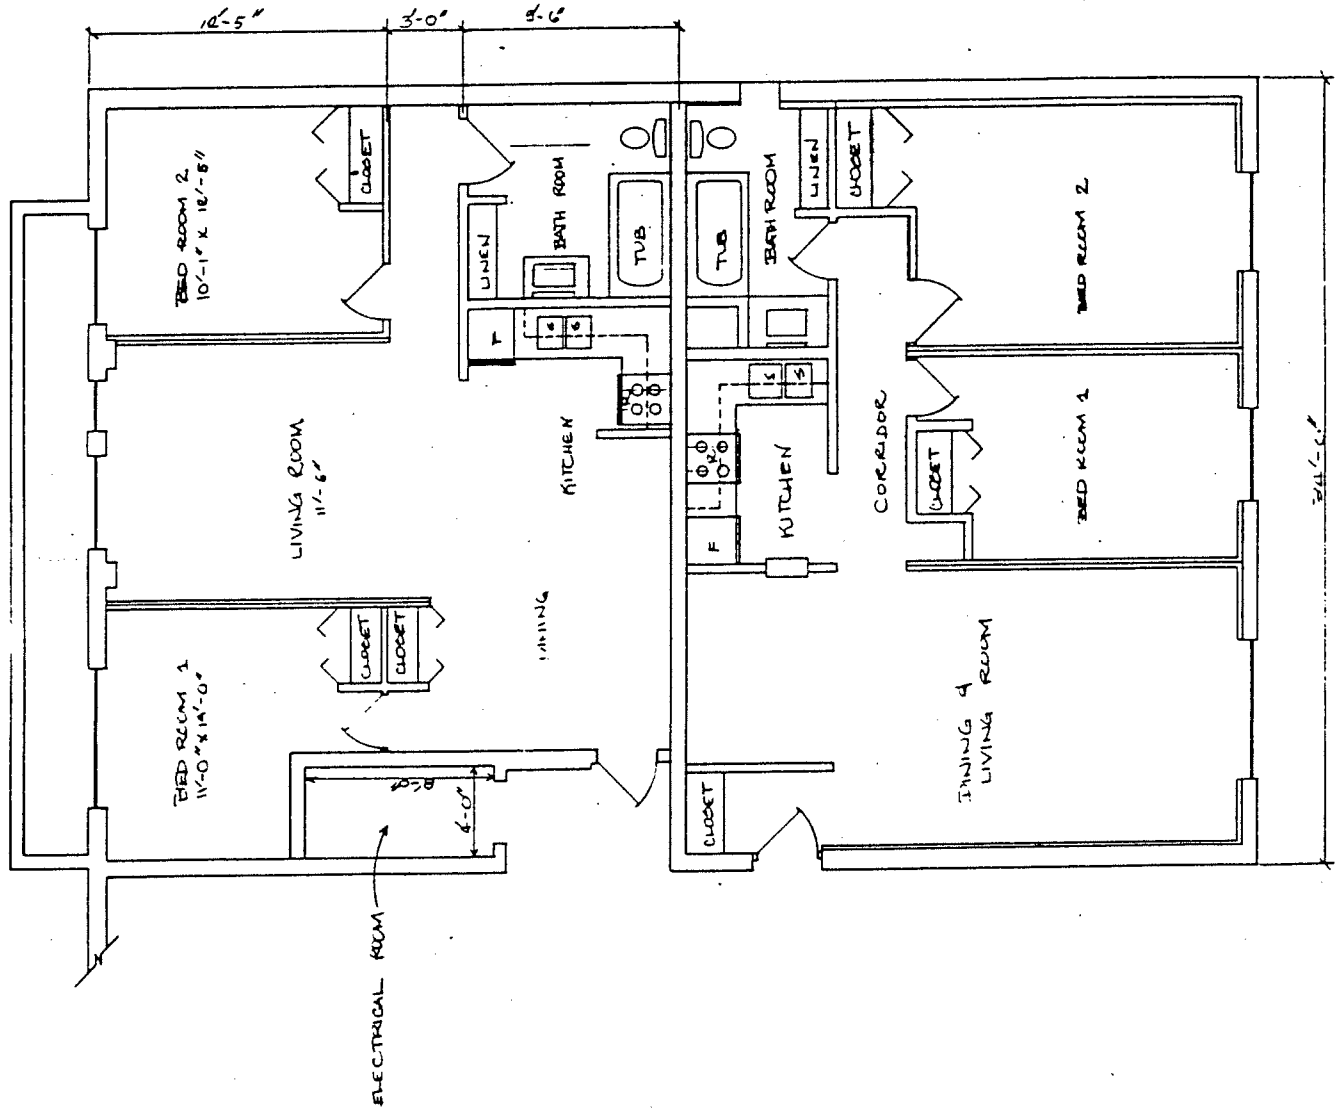 12'-5"
3'-0"
9'-6"
BED ROOM 2
10'-1" X 12'-5"
CLOSET
LINEN
BATH ROOM
TUB
TUB
BATH ROOM
LINEN
CLOSET
BED ROOM 2
F
S
S
LIVING ROOM
11'-6"
KITCHEN
S
S
R
KITCHEN
F
CORRIDOR
CLOSET
BED ROOM 1
BED ROOM 1
11'-0" X 14'-0"
CLOSET
CLOSET
DINING
DINING &
LIVING ROOM
CLOSET
8'-0"
4'-0"
ELECTRICAL ROOM